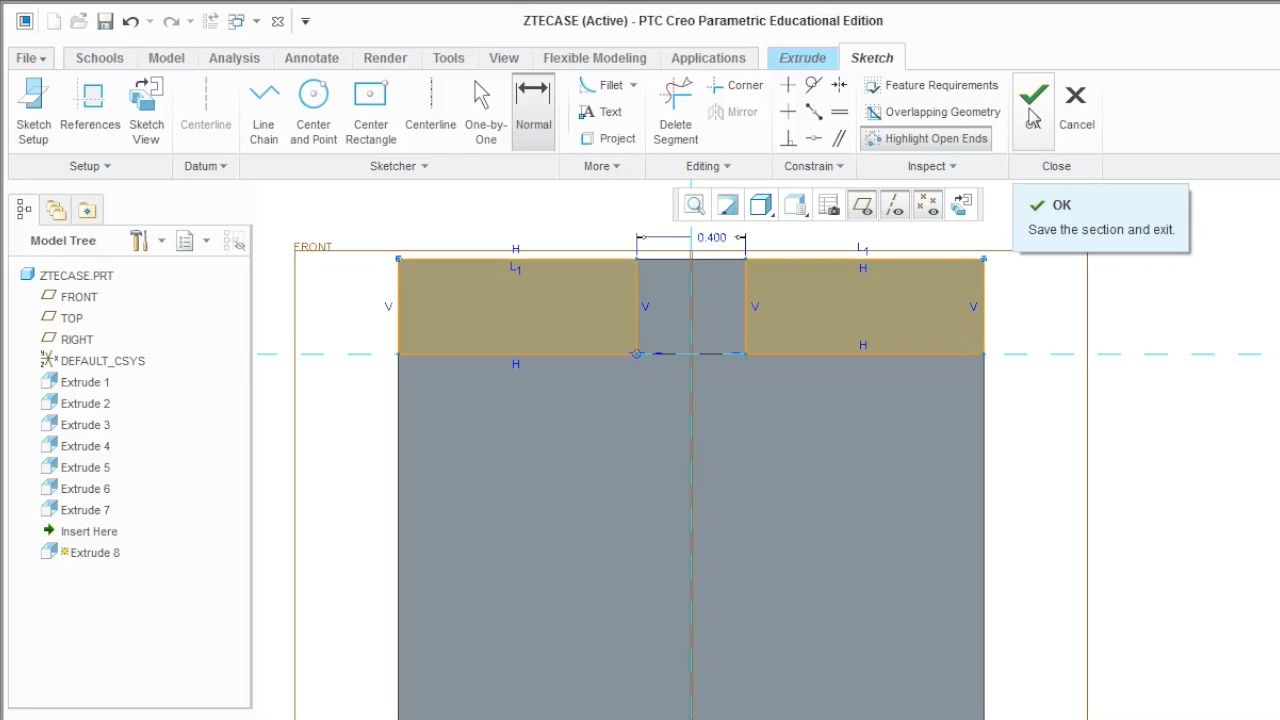 ZTECASE (Active) - PTC Creo Parametric Educational Edition
File Schools Model Analysis Annotate Render Tools View Flexible Modeling Applications Extrude Sketch
Sketch Setup
References
Sketch View
Centerline
Line Chain
Center and Point
Center Rectangle
Centerline
One-by-One
Normal
Fillet
Text
Project
Delete Segment
Corner
Mirror
Feature Requirements
Overlapping Geometry
Highlight Open Ends
OK
Cancel
Setup Datum Sketcher More Editing Constrain Inspect Close
OK
Save the section and exit.
Model Tree
ZTECASE.PRT
FRONT
TOP
RIGHT
DEFAULT_CSYS
Extrude 1
Extrude 2
Extrude 3
Extrude 4
Extrude 5
Extrude 6
Extrude 7
Insert Here
Extrude 8
0.400
FRONT H L1
L1 H
V V V V
H
H